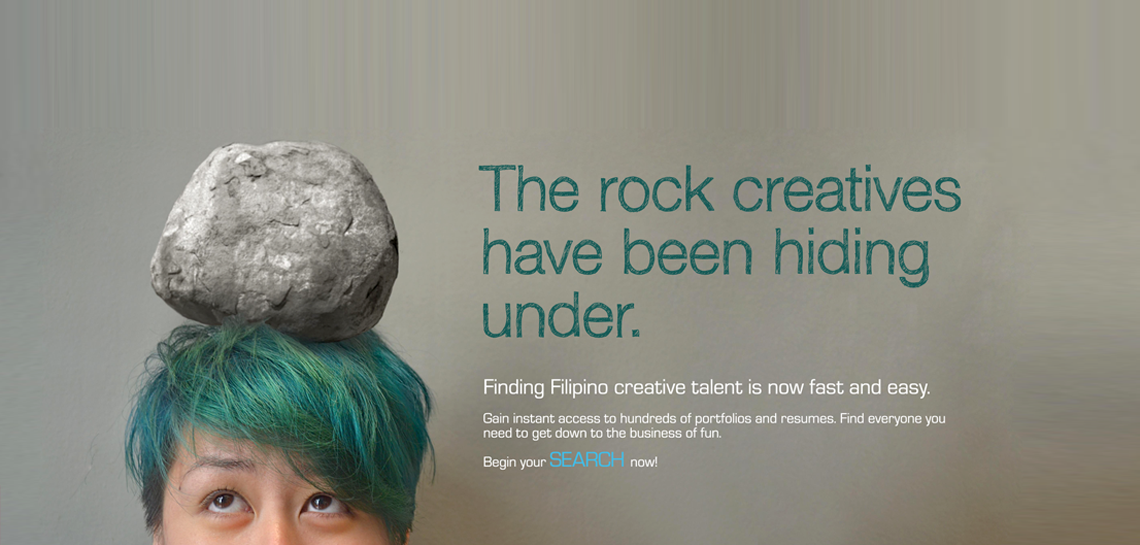 The rock creatives
have been hiding
under.
Finding Filipino creative talent is now fast and easy.
Gain instant access to hundreds of portfolios and resumes. Find everyone you
need to get down to the business of fun.
Begin your SEARCH now!